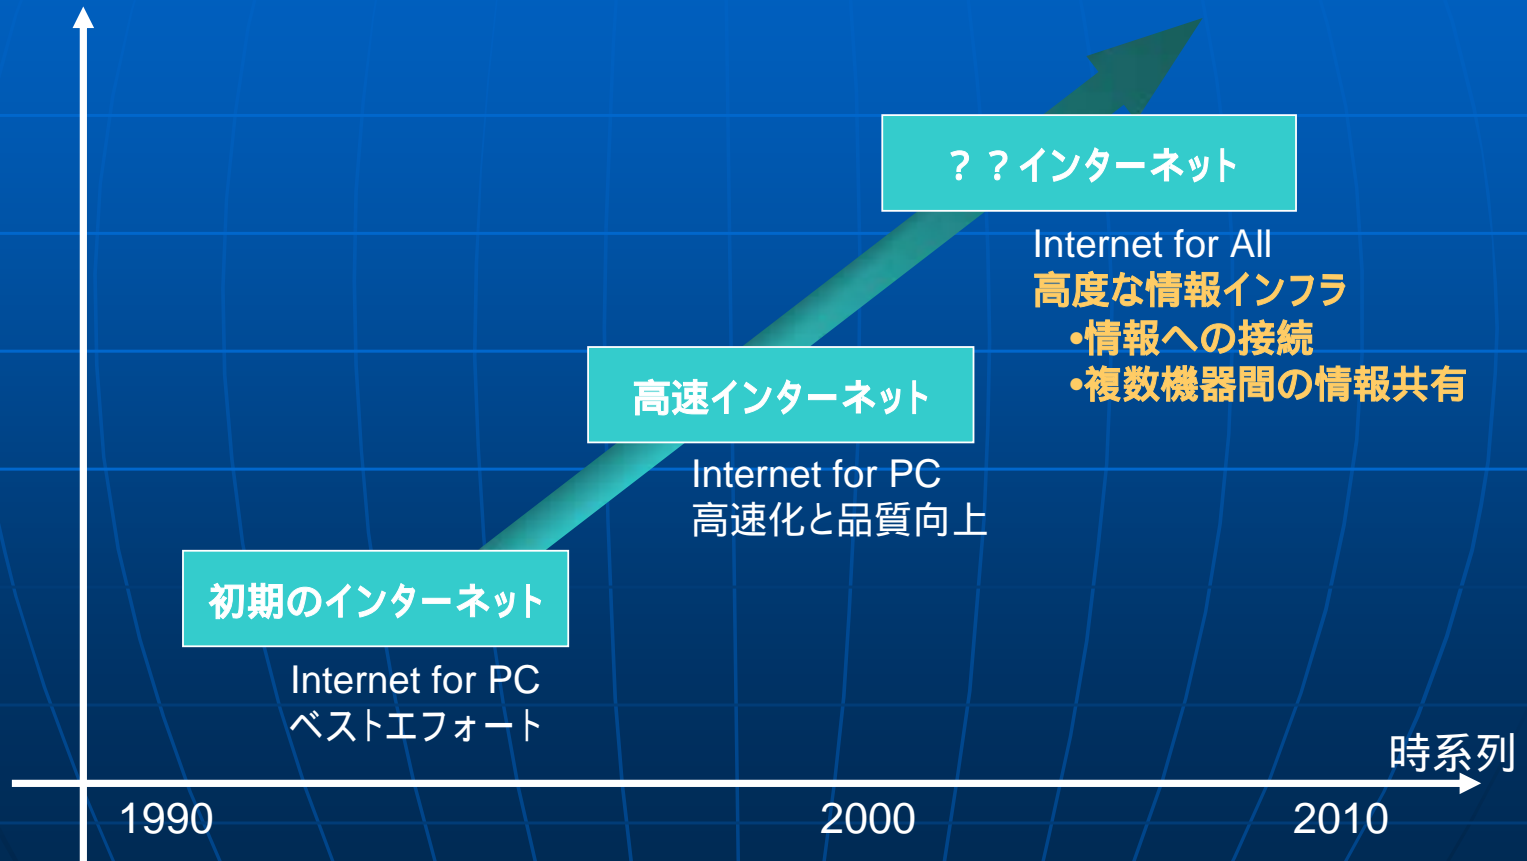 ？？インターネット
Internet for All
高度な情報インフラ
•情報への接続
•複数機器間の情報共有
高速インターネット
Internet for PC
高速化と品質向上
初期のインターネット
Internet for PC
ベストエフォート
時系列
1990
2000
2010